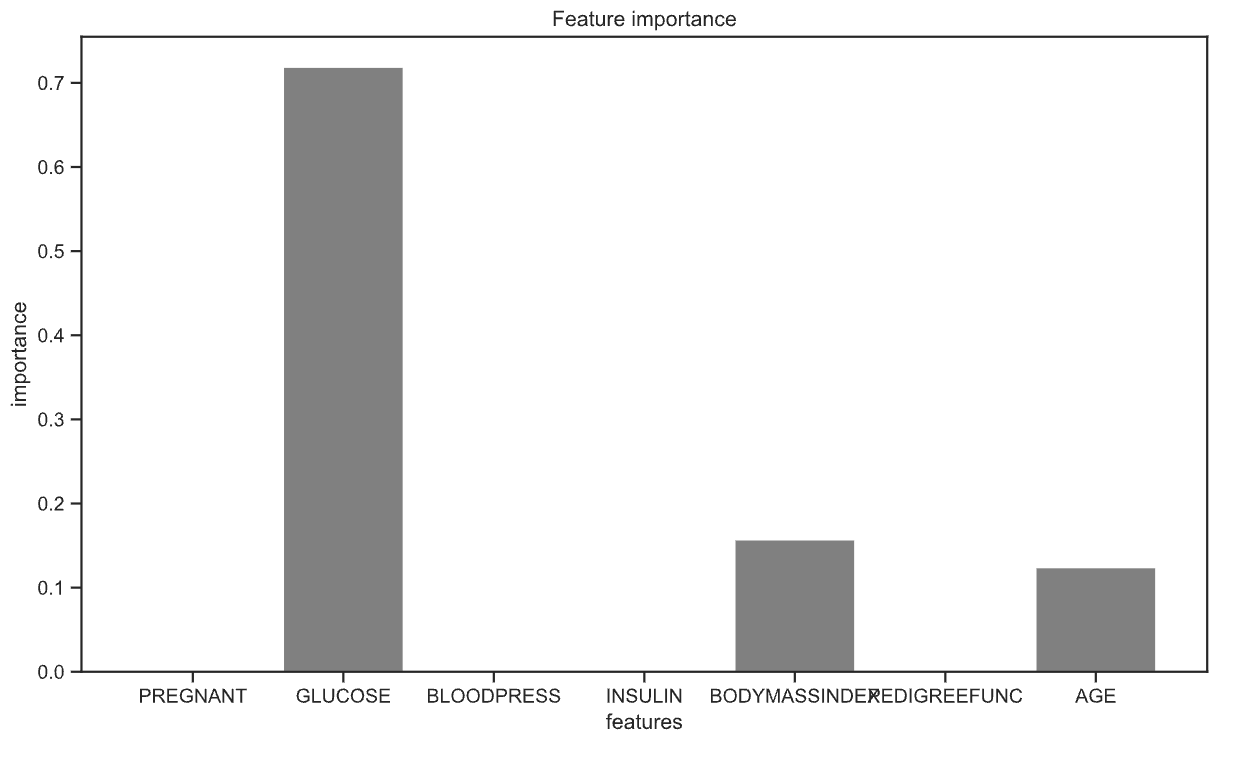 Feature importance
importance
0.7
0.6
0.5
0.4
0.3
0.2
0.1
0.0
PREGNANT GLUCOSE BLOODPRESS INSULIN BODYMASSINDEX PEDIGREEFUNC AGE
features